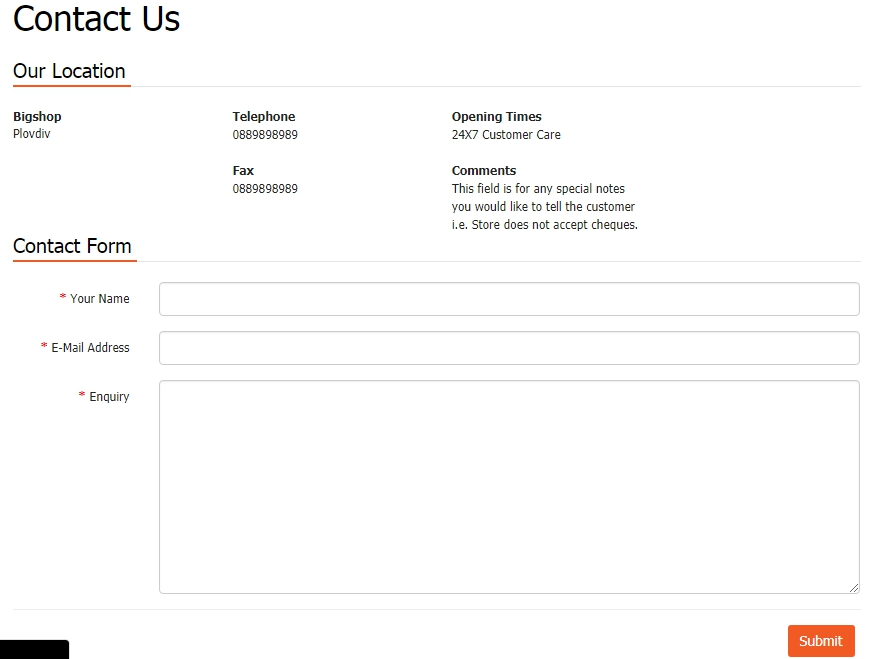 Contact Us
Our Location
Bigshop
Plovdiv
Telephone
0889898989
Fax
0889898989
Opening Times
24X7 Customer Care
Comments
This field is for any special notes
you would like to tell the customer
i.e. Store does not accept cheques.
Contact Form
* Your Name
* E-Mail Address
* Enquiry
Submit